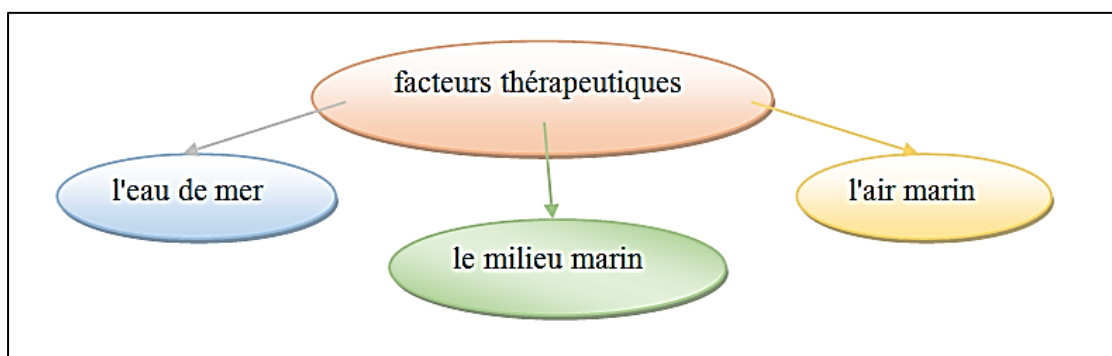 facteurs thérapeutiques
l'eau de mer
l'air marin
le milieu marin